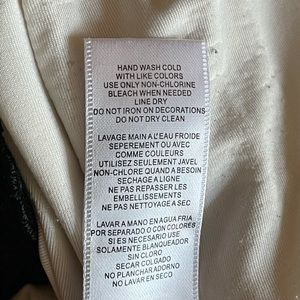 HAND WASH COLD
WITH LIKE COLORS
USE ONLY NON-CHLORINE
BLEACH WHEN NEEDED
LINE DRY
DO NOT IRON ON DECORATIONS
DO NOT DRY CLEAN
LAVAGE MAIN A L'EAU FROIDE
SEPEREMENT OU AVEC
COMME COULEURS
UTILISEZ SEULEMENT JAVEL
NON-CHLORE QUAND A BESOIN
SECHAGE A LIGNE
NE PAS REPASSER LES
EMBELLISSEMENTS
NE PAS NETTOYAGE A SEC
LAVAR A MANO EN AGUA FRIA
POR SEPARADO O CON COLORES
SI ES NECESARIO USE
SOLAMENTE BLANQUEADOR
SIN CLORO
SECAR COLGADO
NO PLANCHAR ADORNO
NO LAVAR EN SECO